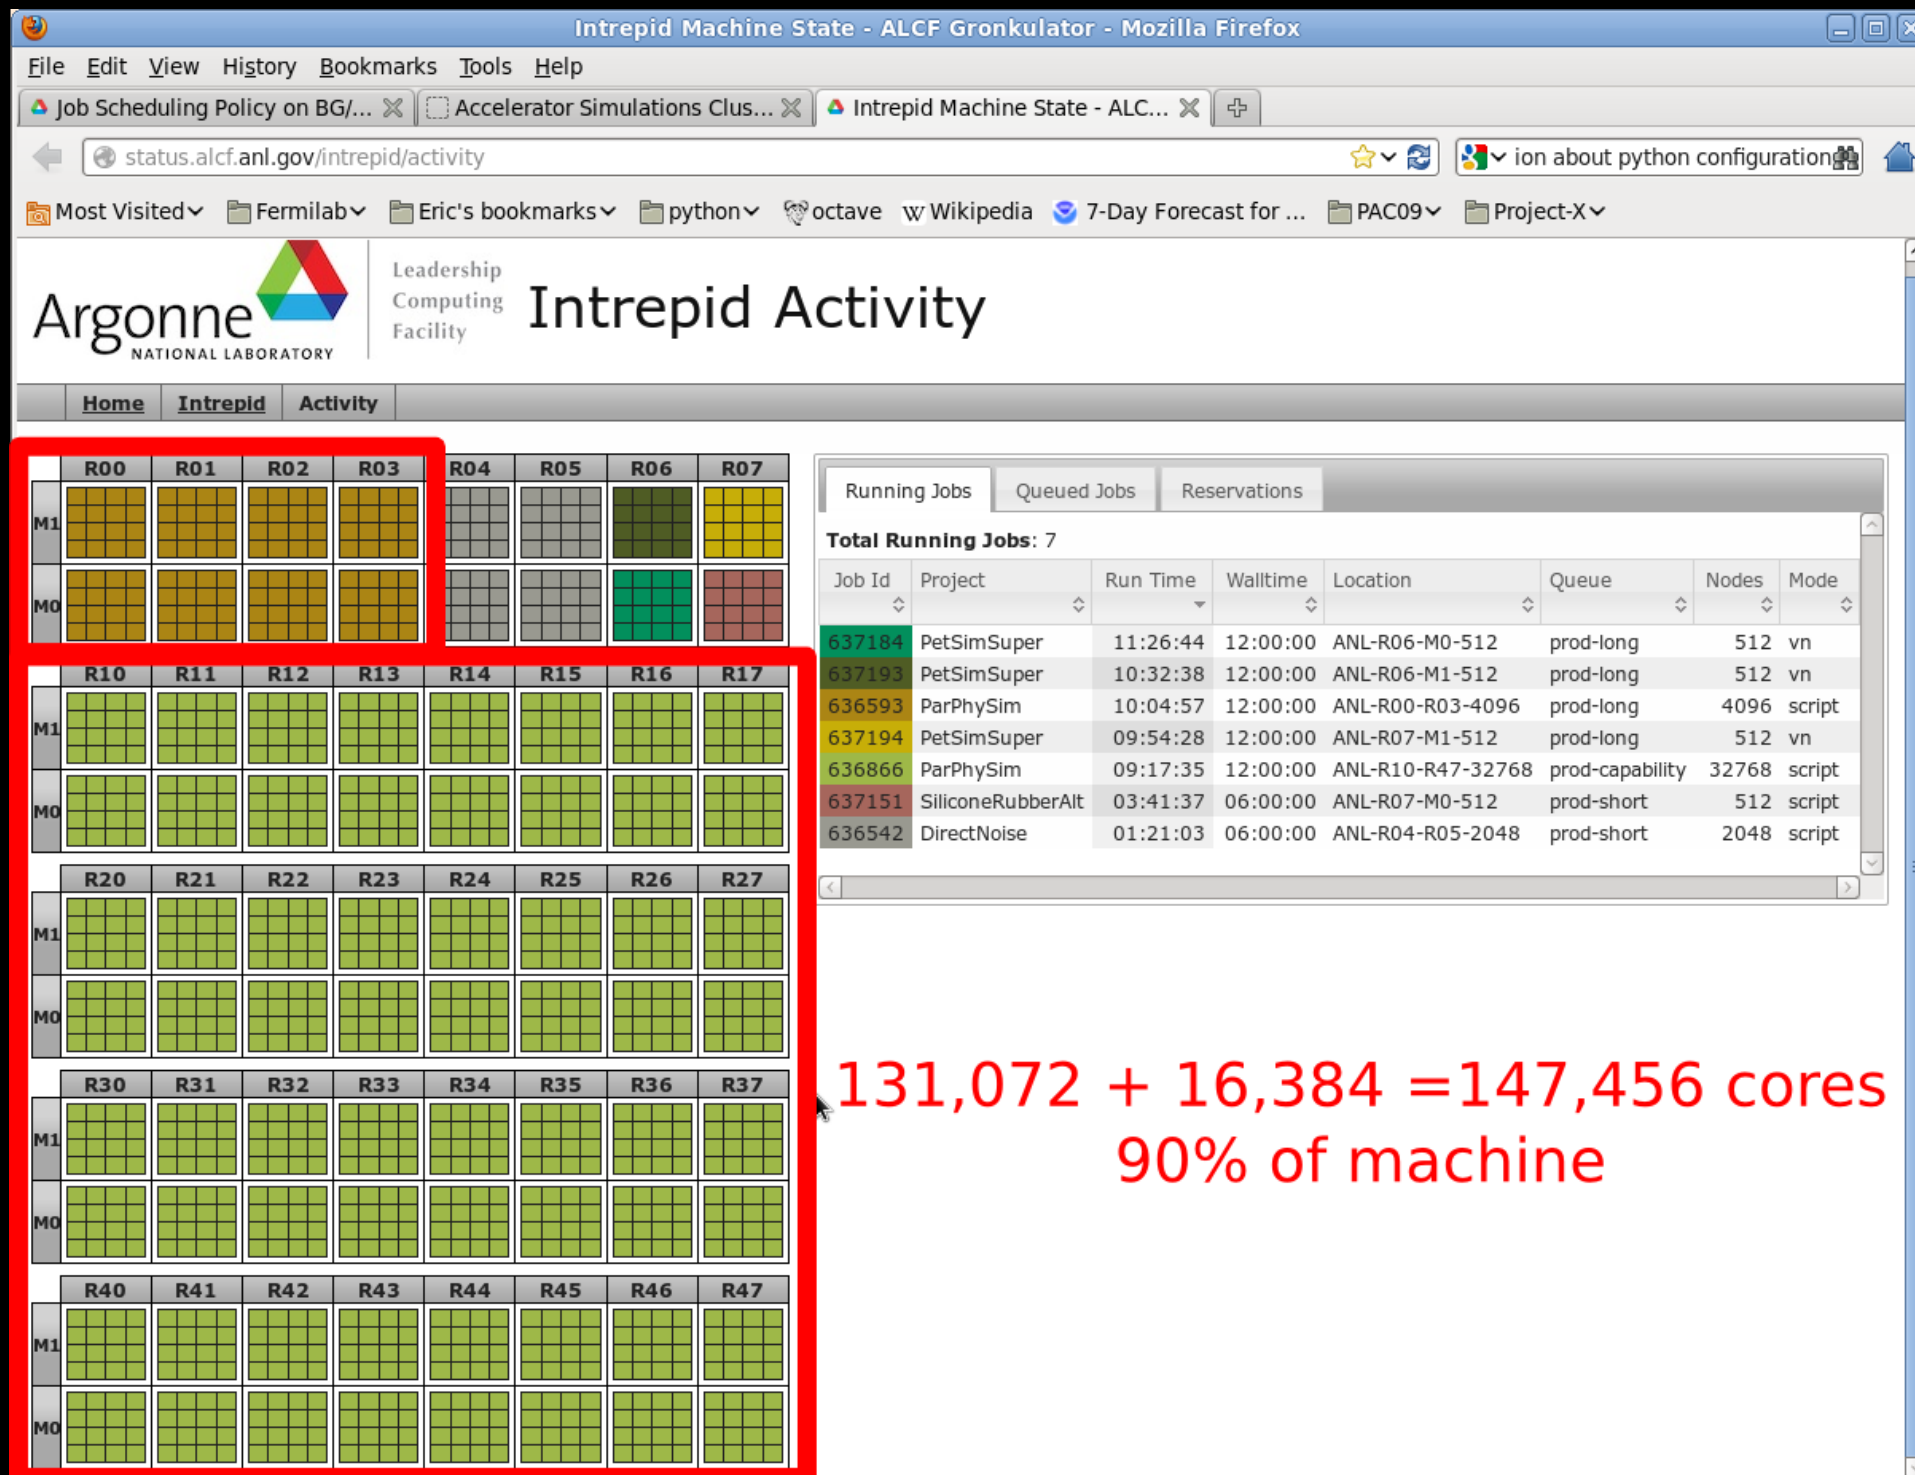 Intrepid Machine State - ALCF Gronkulator - Mozilla Firefox
File Edit View History Bookmarks Tools Help
Job Scheduling Policy on BG/... Accelerator Simulations Clus... Intrepid Machine State - ALC...
status.alcf.anl.gov/intrepid/activity ion about python configuration
Most Visited Fermilab Eric's bookmarks python octave Wikipedia 7-Day Forecast for ... PAC09 Project-X
Argonne
NATIONAL LABORATORY
Leadership
Computing
Facility
Intrepid Activity
Home Intrepid Activity
R00 R01 R02 R03 R04 R05 R06 R07
M1
M0
R10 R11 R12 R13 R14 R15 R16 R17
M1
M0
R20 R21 R22 R23 R24 R25 R26 R27
M1
M0
R30 R31 R32 R33 R34 R35 R36 R37
M1
M0
R40 R41 R42 R43 R44 R45 R46 R47
M1
M0
Running Jobs Queued Jobs Reservations
Total Running Jobs: 7
Job Id Project Run Time Walltime Location Queue Nodes Mode
637184 PetSimSuper 11:26:44 12:00:00 ANL-R06-M0-512 prod-long 512 vn
637193 PetSimSuper 10:32:38 12:00:00 ANL-R06-M1-512 prod-long 512 vn
636593 ParPhySim 10:04:57 12:00:00 ANL-R00-R03-4096 prod-long 4096 script
637194 PetSimSuper 09:54:28 12:00:00 ANL-R07-M1-512 prod-long 512 vn
636866 ParPhySim 09:17:35 12:00:00 ANL-R10-R47-32768 prod-capability 32768 script
637151 SiliconeRubberAlt 03:41:37 06:00:00 ANL-R07-M0-512 prod-short 512 script
636542 DirectNoise 01:21:03 06:00:00 ANL-R04-R05-2048 prod-short 2048 script
131,072 + 16,384 =147,456 cores
90% of machine